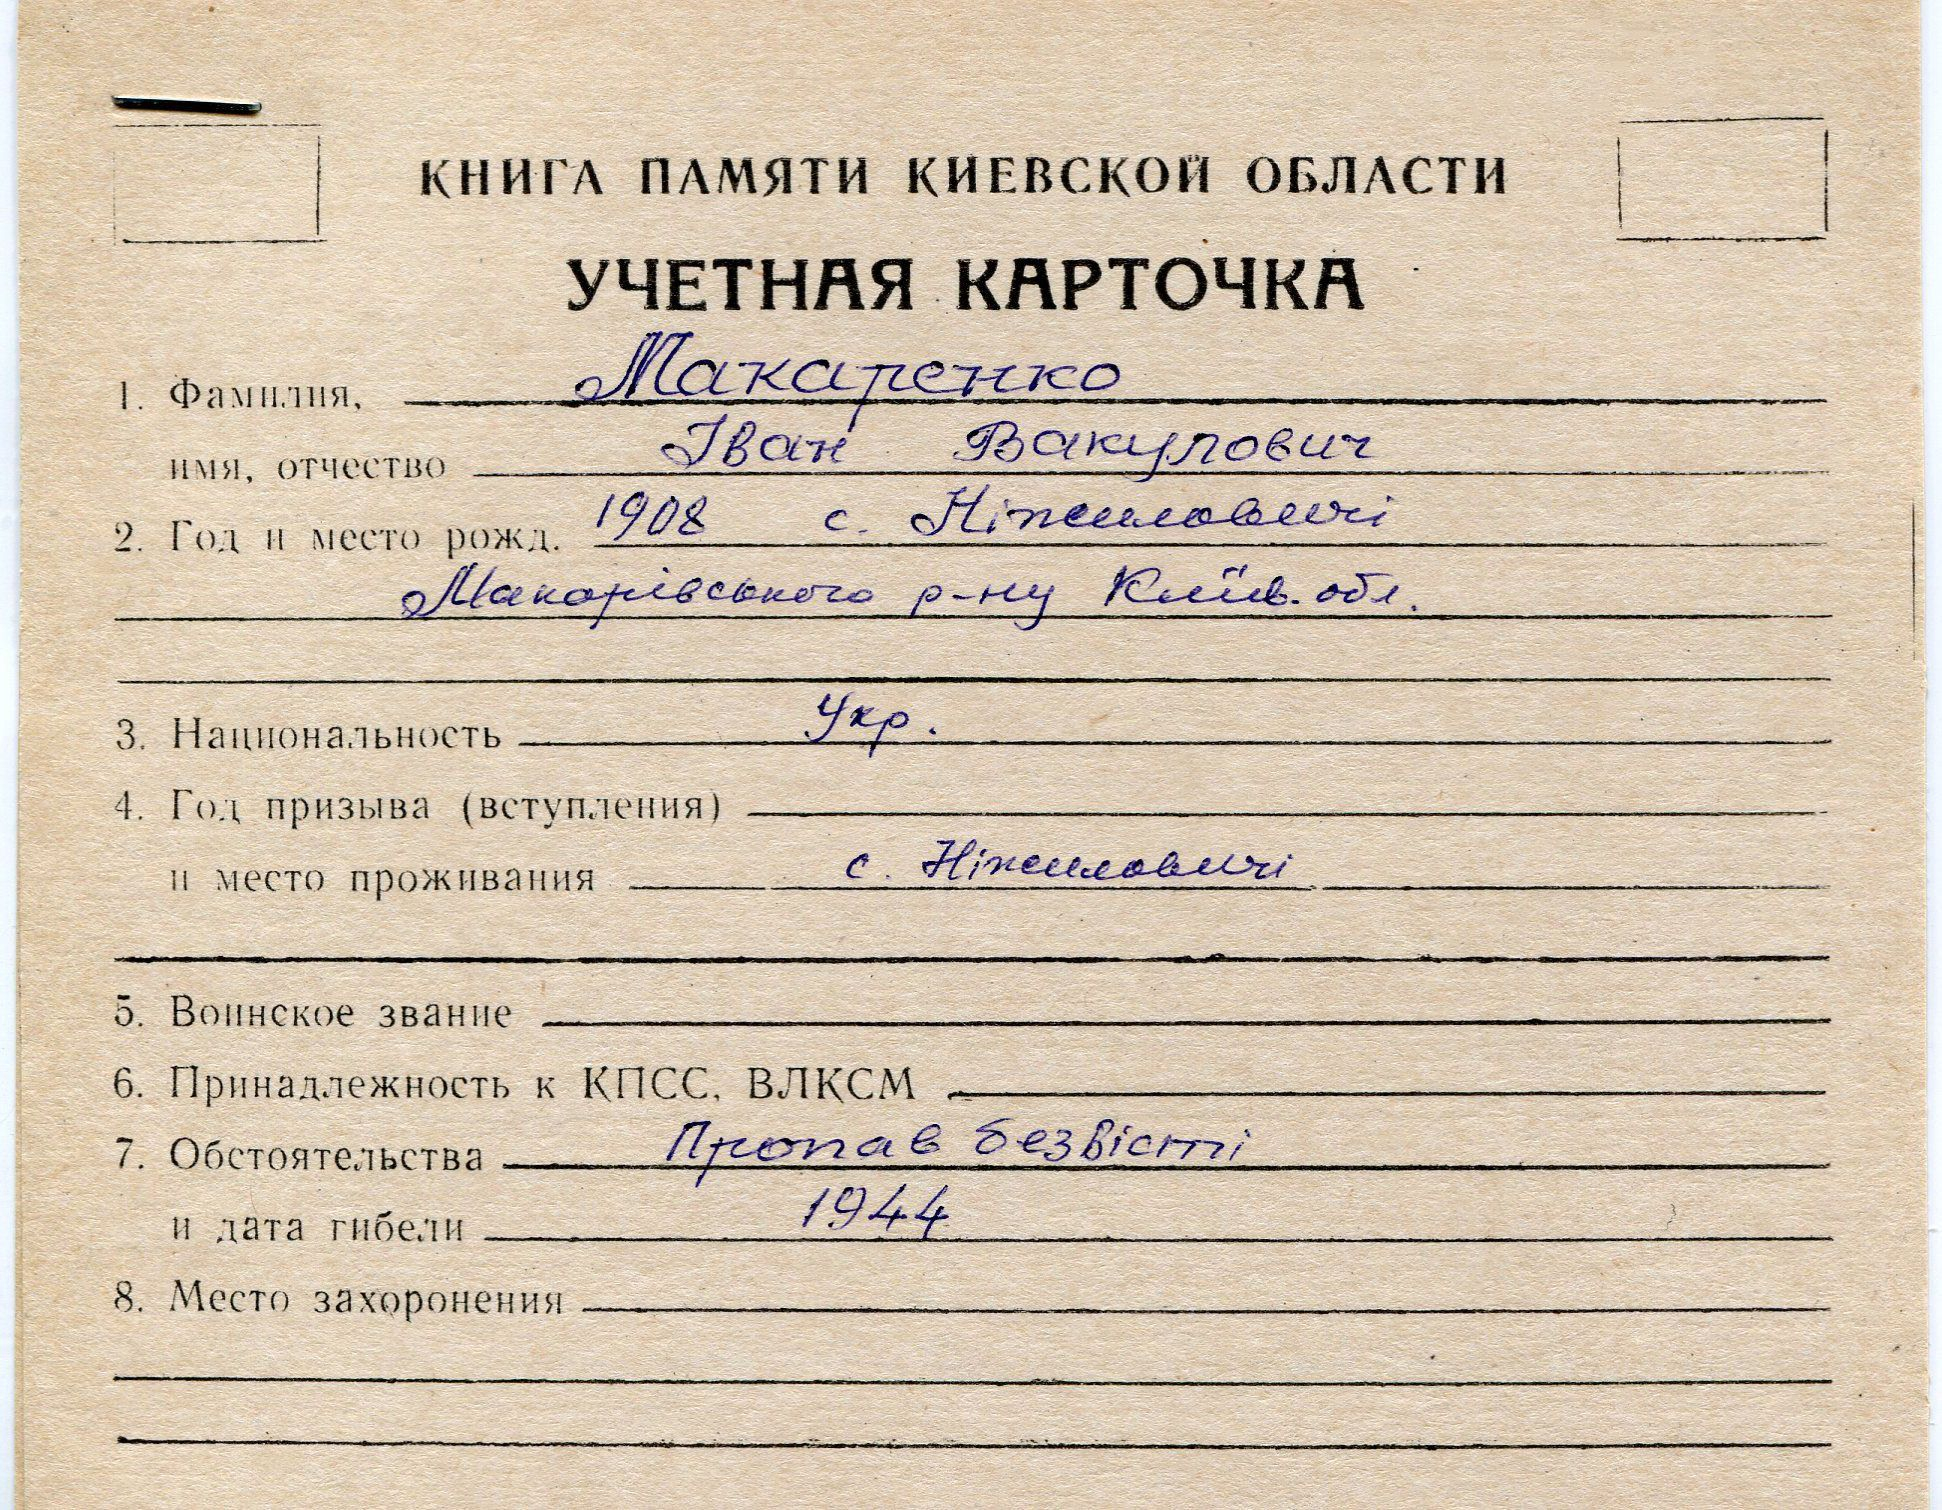 КНИГА ПАМЯТИ КИЕВСКОЙ ОБЛАСТИ
УЧЕТНАЯ КАРТОЧКА
1. Фамилия, Макаренко
имя, отчество Іван Вакулович
2. Год и место рожд. 1908 с. Ніжиловичі
Макарівського р-ну Київ. обл.
3. Национальность Укр.
4. Год призыва (вступления)
и место проживания с. Ніжиловичі
5. Воинское звание
6. Принадлежность к КПСС, ВЛКСМ
7. Обстоятельства Пропав безвісті
и дата гибели 1944
8. Место захоронения